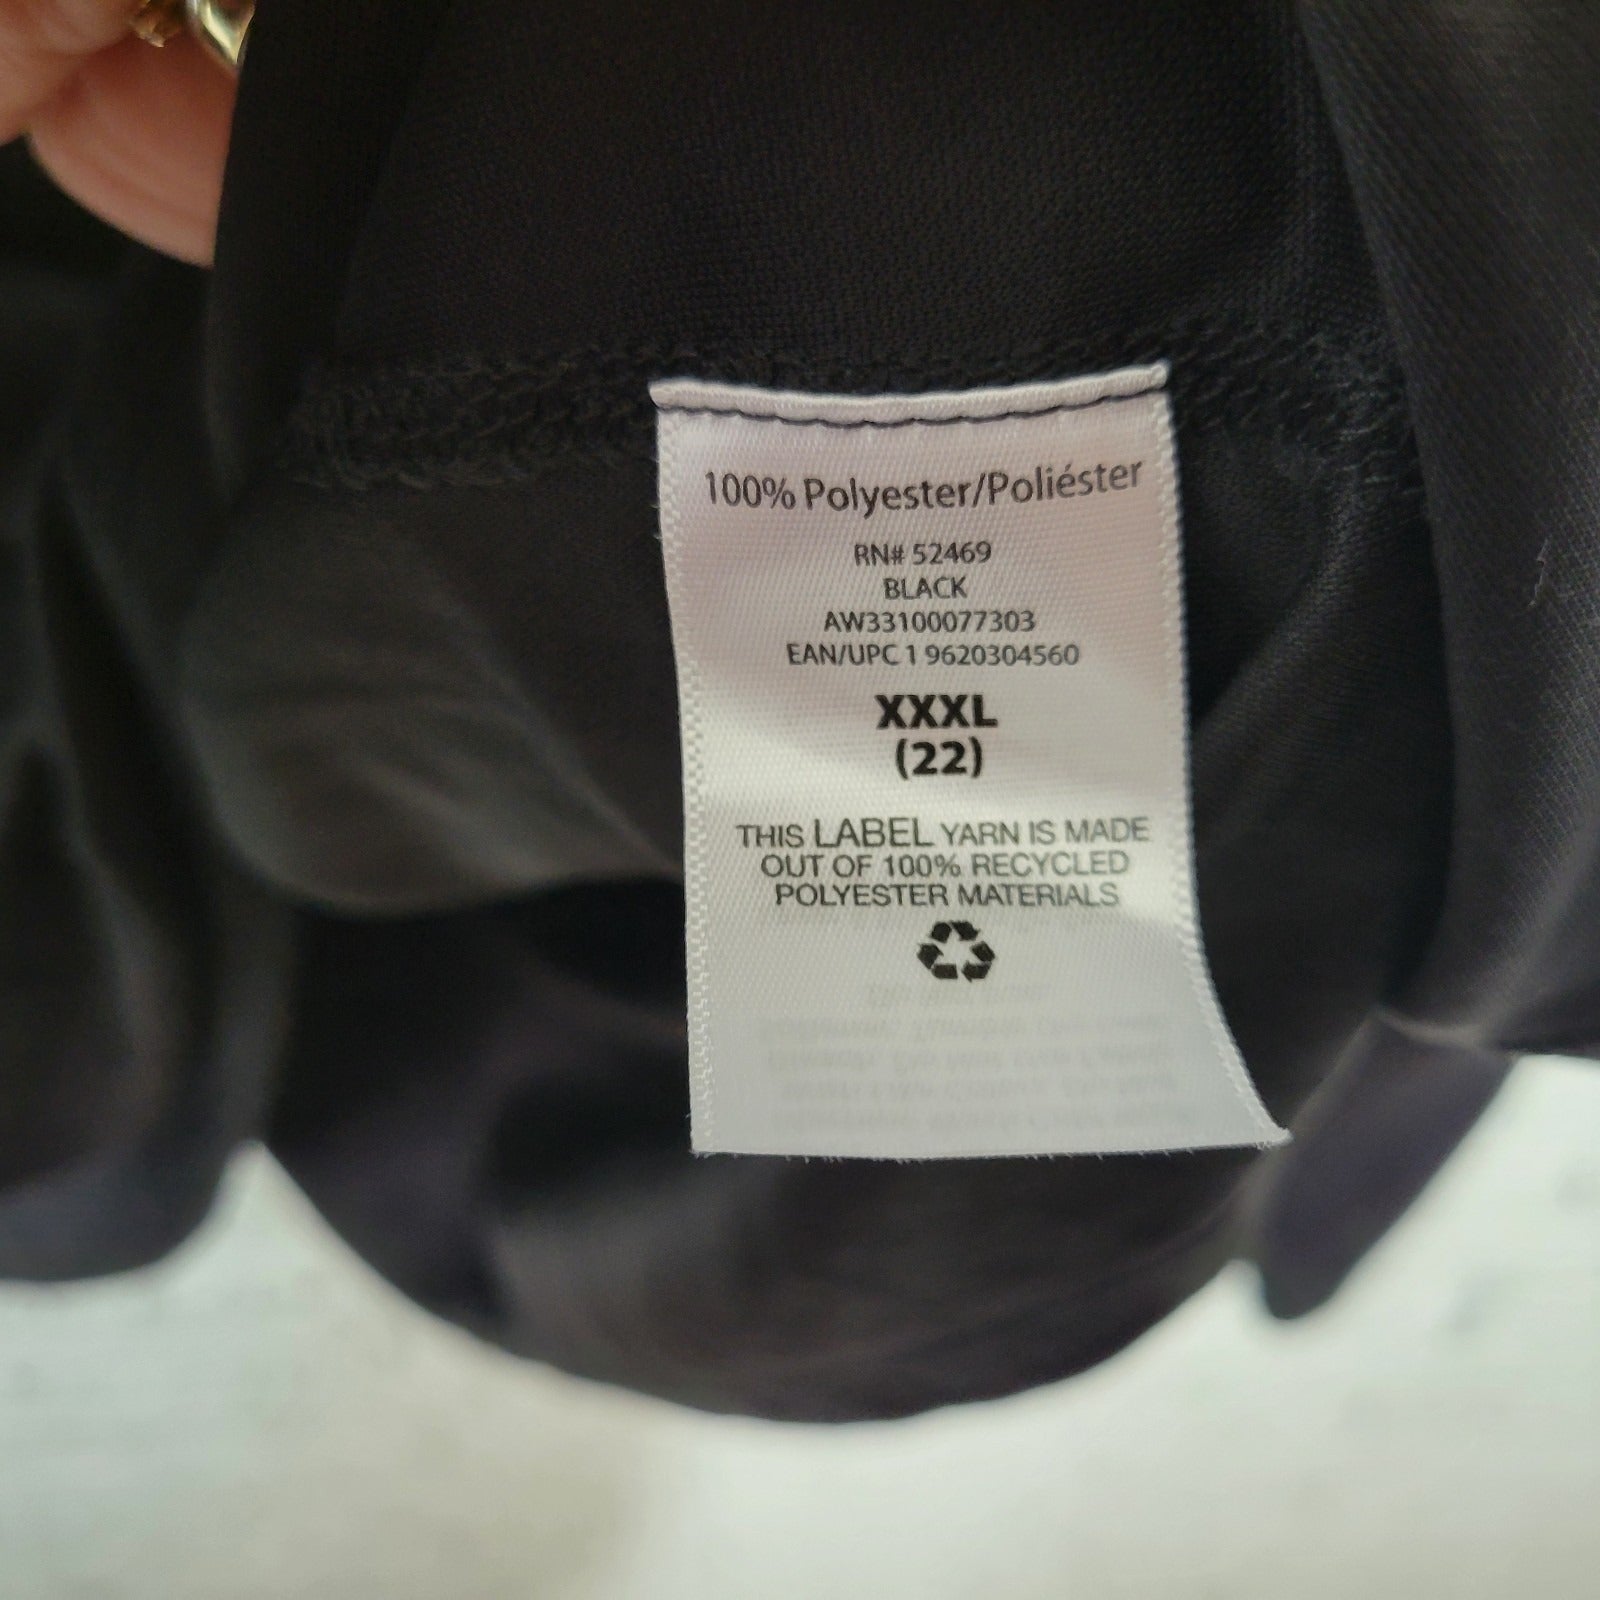 100% Polyester/Poliéster
RN# 52469
BLACK
AW33100077303
EAN/UPC 1 9620304560
XXXL
(22)
THIS LABEL YARN IS MADE
OUT OF 100% RECYCLED
POLYESTER MATERIALS